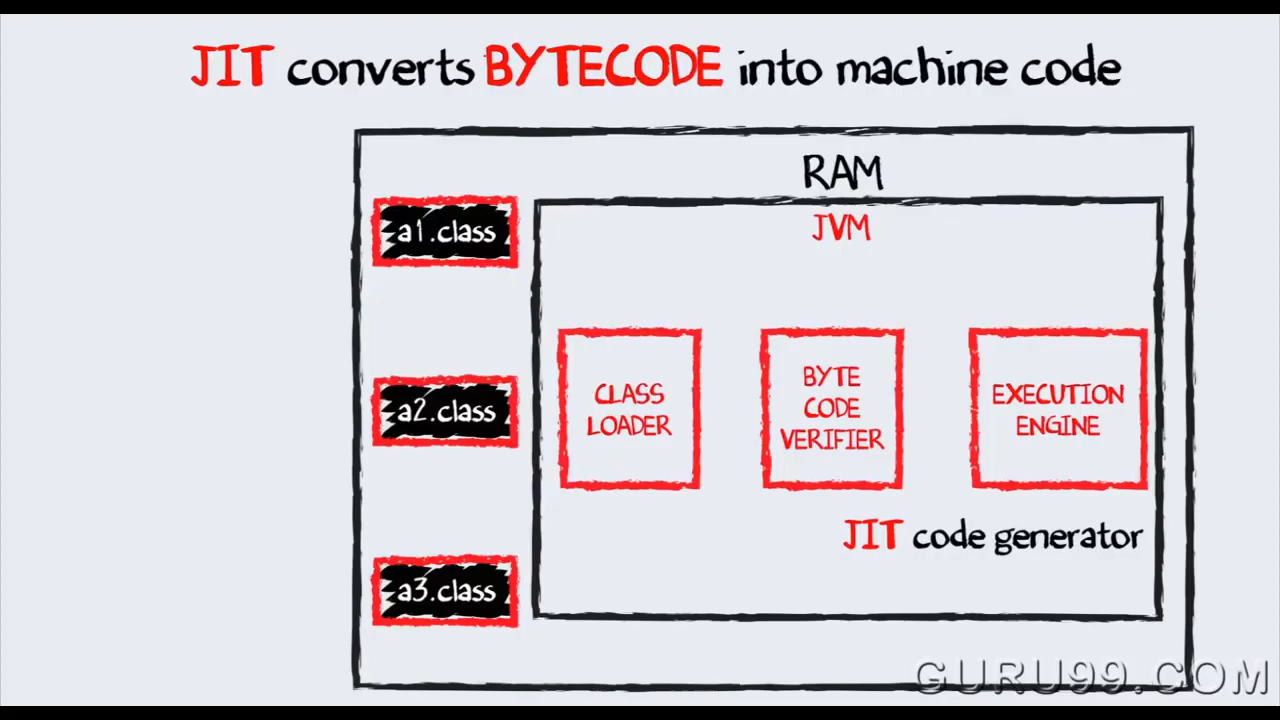 JIT converts BYTECODE into machine code
RAM
JVM
a1.class
a2.class
a3.class
CLASS
LOADER
BYTE
CODE
VERIFIER
EXECUTION
ENGINE
JIT code generator
GURU99.COM